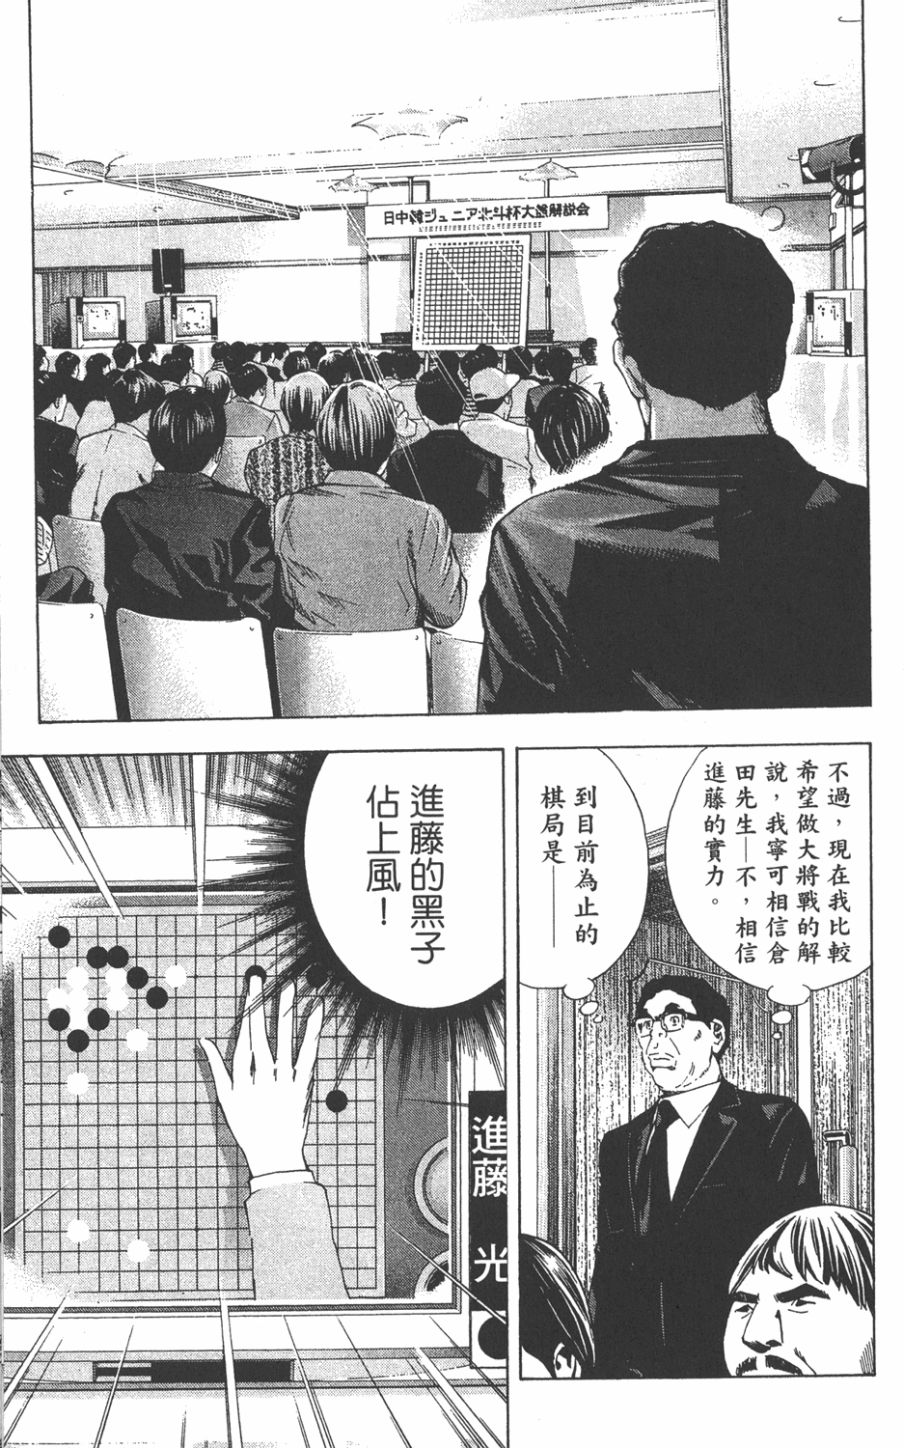 日中韓ジュニア北斗杯大盤解説会
不過，現在我比較
希望做大將戰的解
說，我寧可相信倉
田先生—不，相信
進藤的實力。
到目前為止的
棋局是——
進藤的黑子
佔上風！
進藤 光